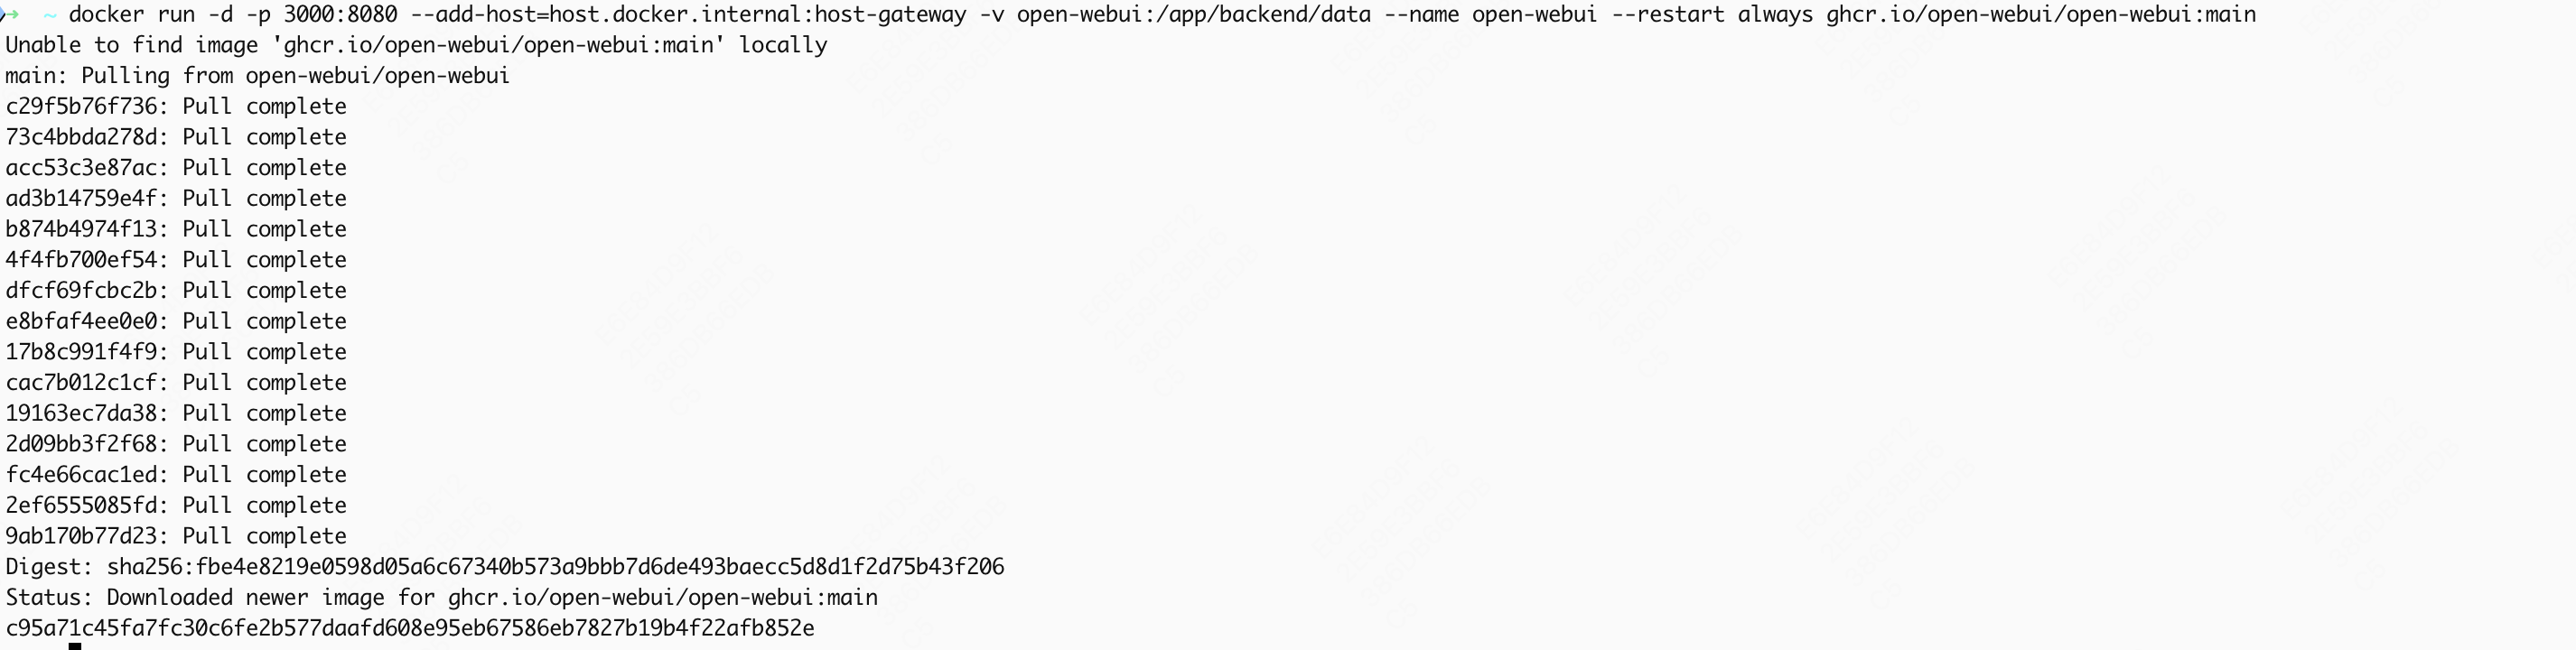 ➜ ~ docker run -d -p 3000:8080 --add-host=host.docker.internal:host-gateway -v open-webui:/app/backend/data --name open-webui --restart always ghcr.io/open-webui/open-webui:main
Unable to find image 'ghcr.io/open-webui/open-webui:main' locally
main: Pulling from open-webui/open-webui
c29f5b76f736: Pull complete
73c4bbda278d: Pull complete
acc53c3e87ac: Pull complete
ad3b14759e4f: Pull complete
b874b4974f13: Pull complete
4f4fb700ef54: Pull complete
dfcf69fcbc2b: Pull complete
e8bfaf4ee0e0: Pull complete
17b8c991f4f9: Pull complete
cac7b012c1cf: Pull complete
19163ec7da38: Pull complete
2d09bb3f2f68: Pull complete
fc4e66cac1ed: Pull complete
2ef6555085fd: Pull complete
9ab170b77d23: Pull complete
Digest: sha256:fbe4e8219e0598d05a6c67340b573a9bbb7d6de493baecc5d8d1f2d75b43f206
Status: Downloaded newer image for ghcr.io/open-webui/open-webui:main
c95a71c45fa7fc30c6fe2b577daafd608e95eb67586eb7827b19b4f22afb852e